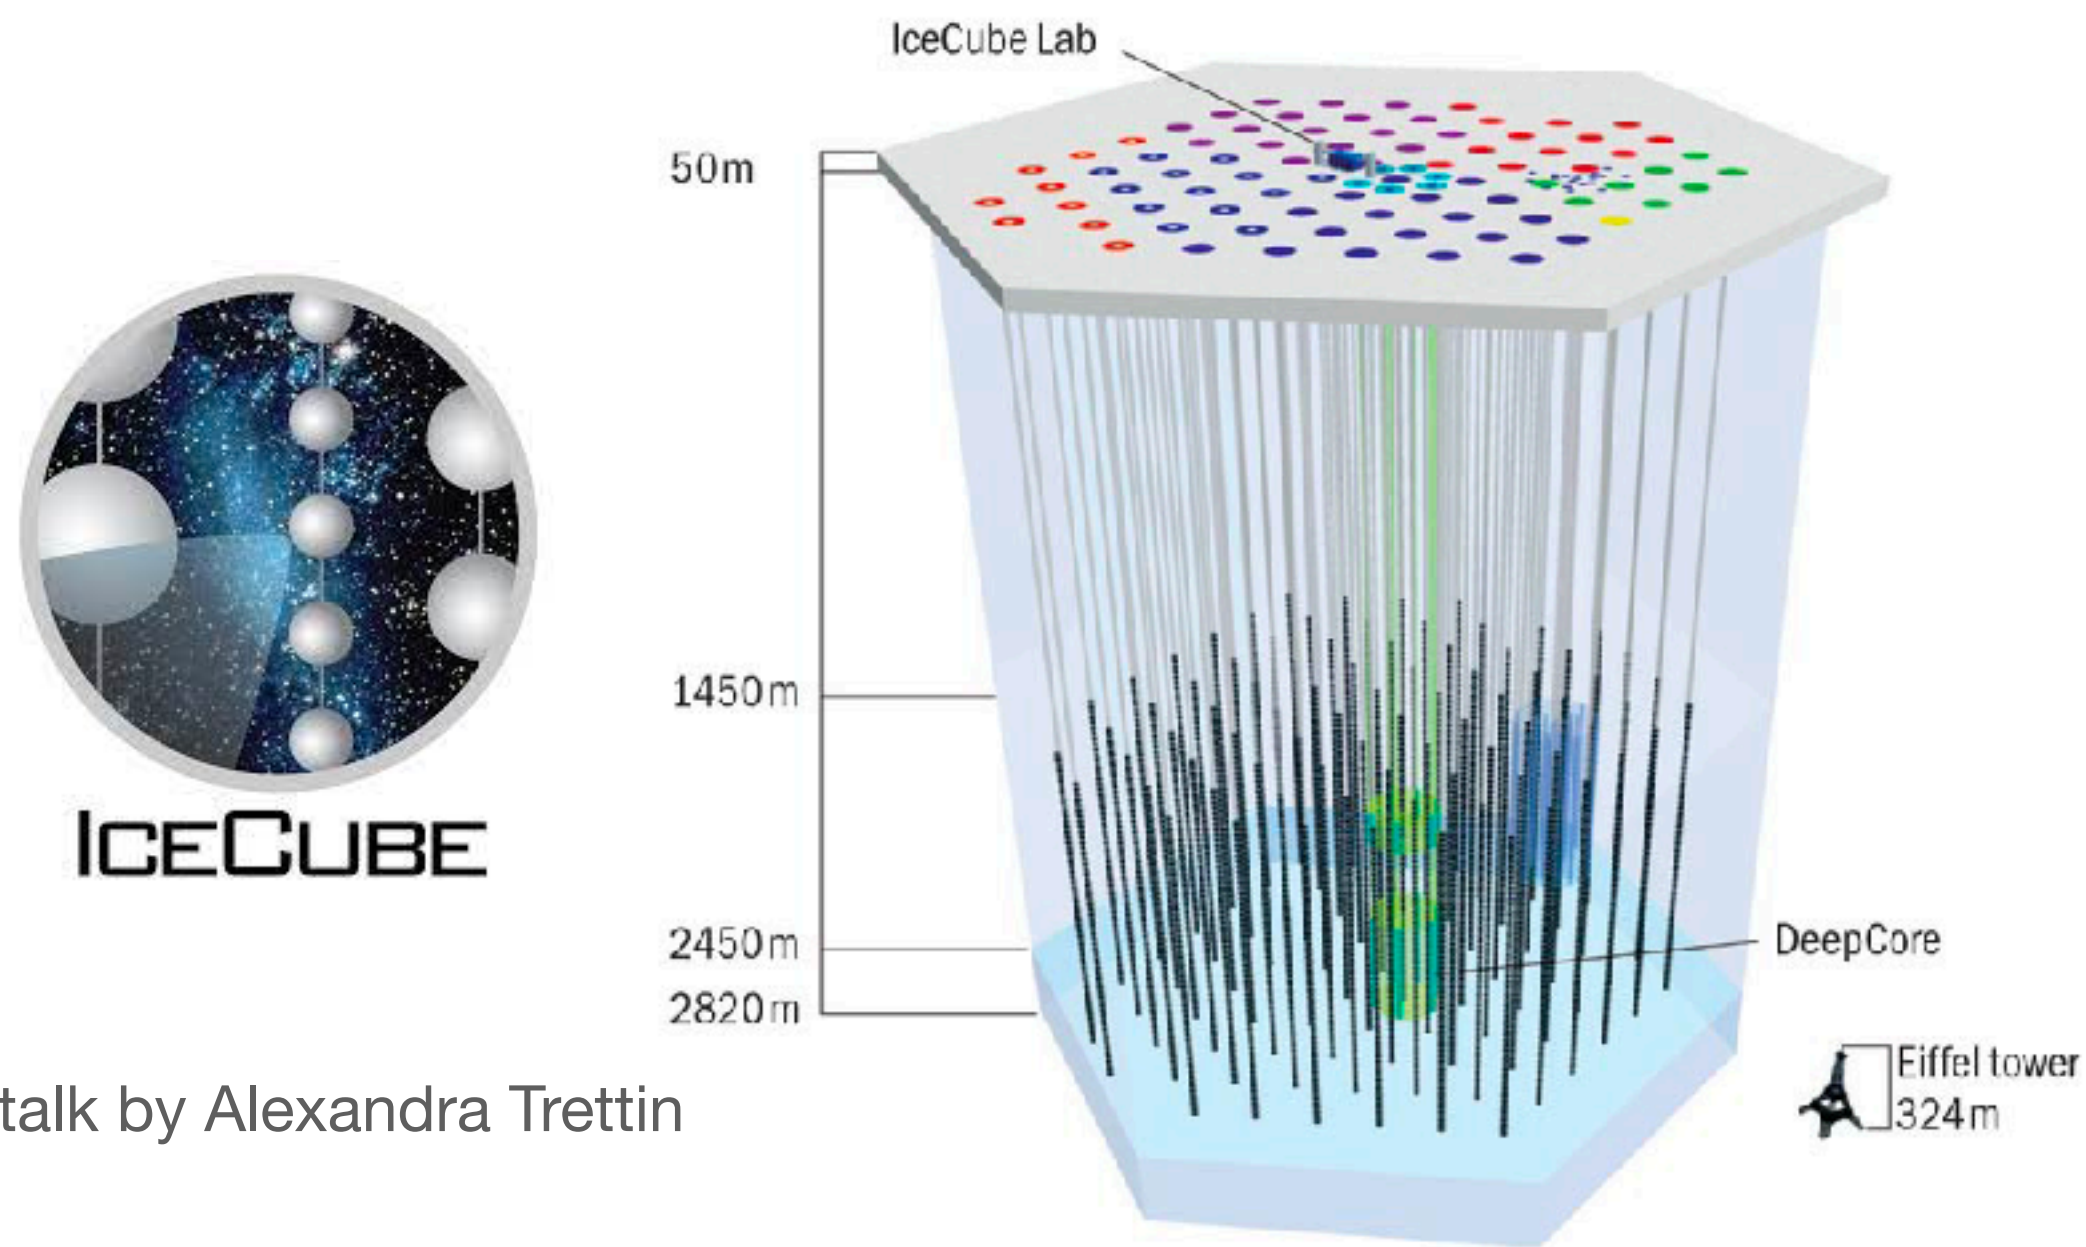 IceCube Lab
50m
1450m
2450m
2820m
DeepCore
Eiffel tower
324m
ICECUBE
talk by Alexandra Trettin